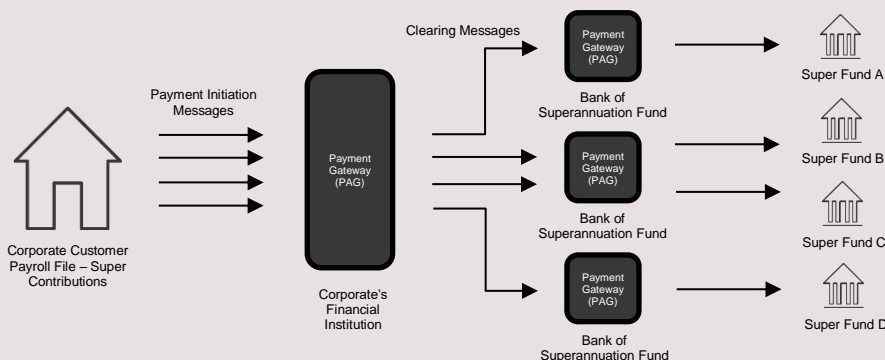 Payment Initiation
Messages
Corporate Customer
Payroll File – Super
Contributions
Payment
Gateway
(PAG)
Corporate's
Financial
Institution
Clearing Messages
Payment
Gateway
(PAG)
Bank of
Superannuation Fund
Payment
Gateway
(PAG)
Bank of
Superannuation Fund
Payment
Gateway
(PAG)
Bank of
Superannuation Fund
Super Fund A
Super Fund B
Super Fund C
Super Fund D